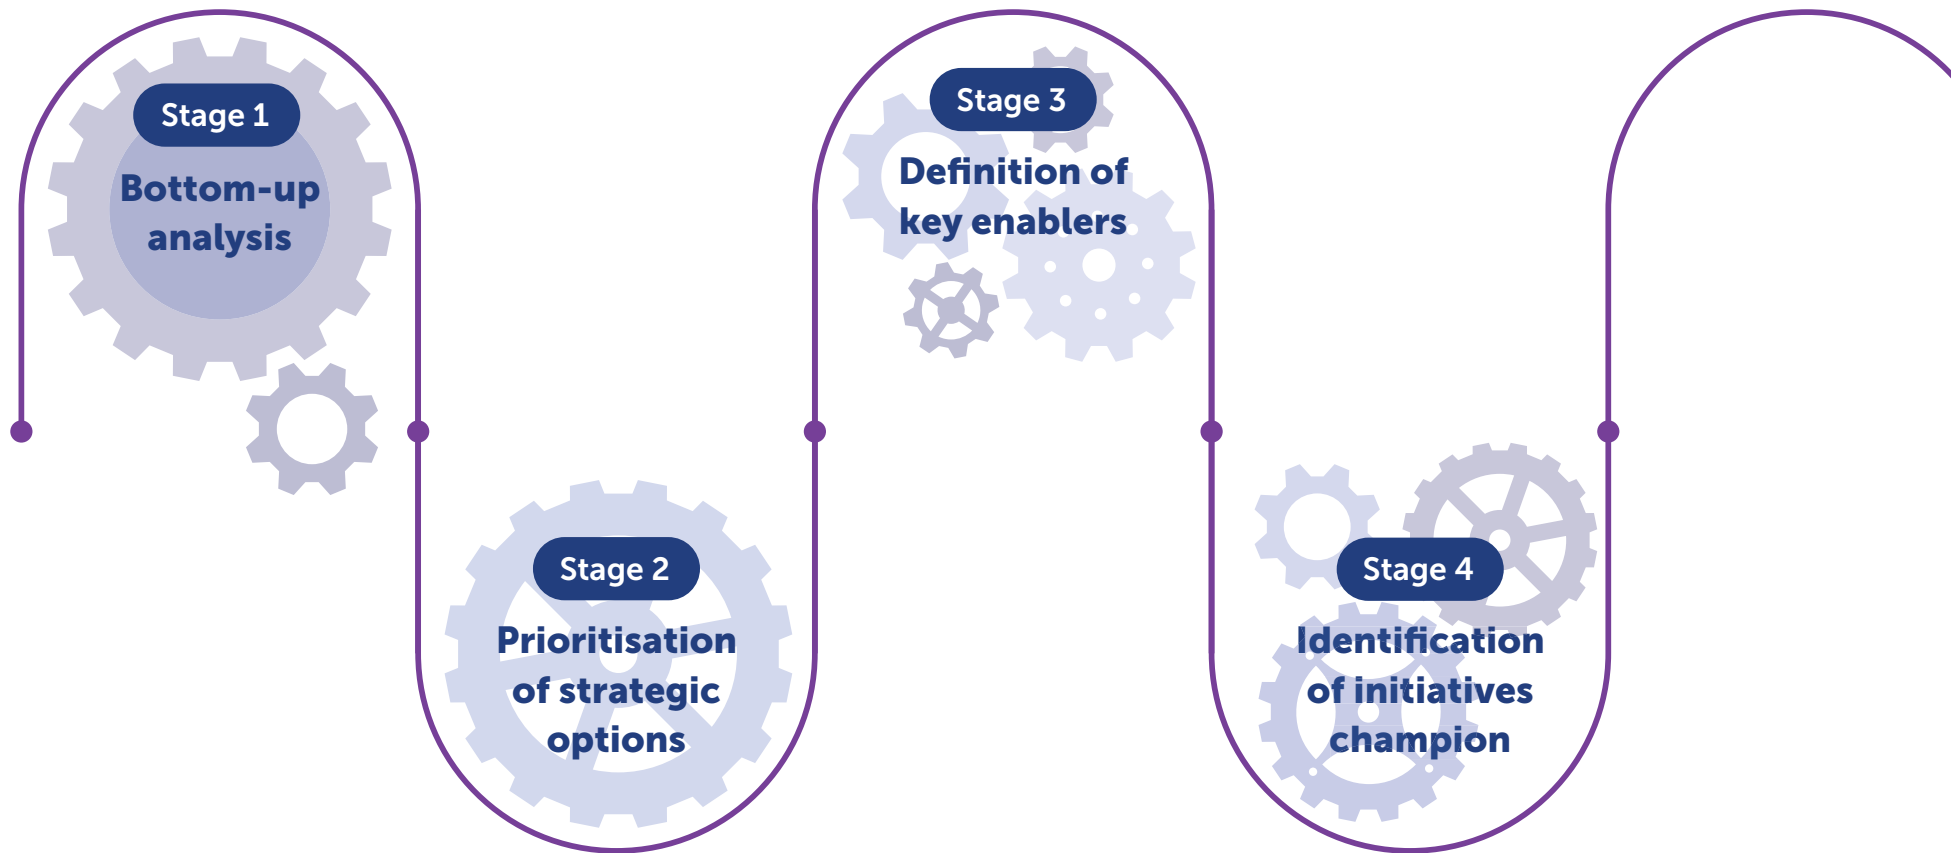 Stage 1
Bottom-up
analysis
Stage 2
Prioritisation
of strategic
options
Stage 3
Definition of
key enablers
Stage 4
Identification
of initiatives
champion